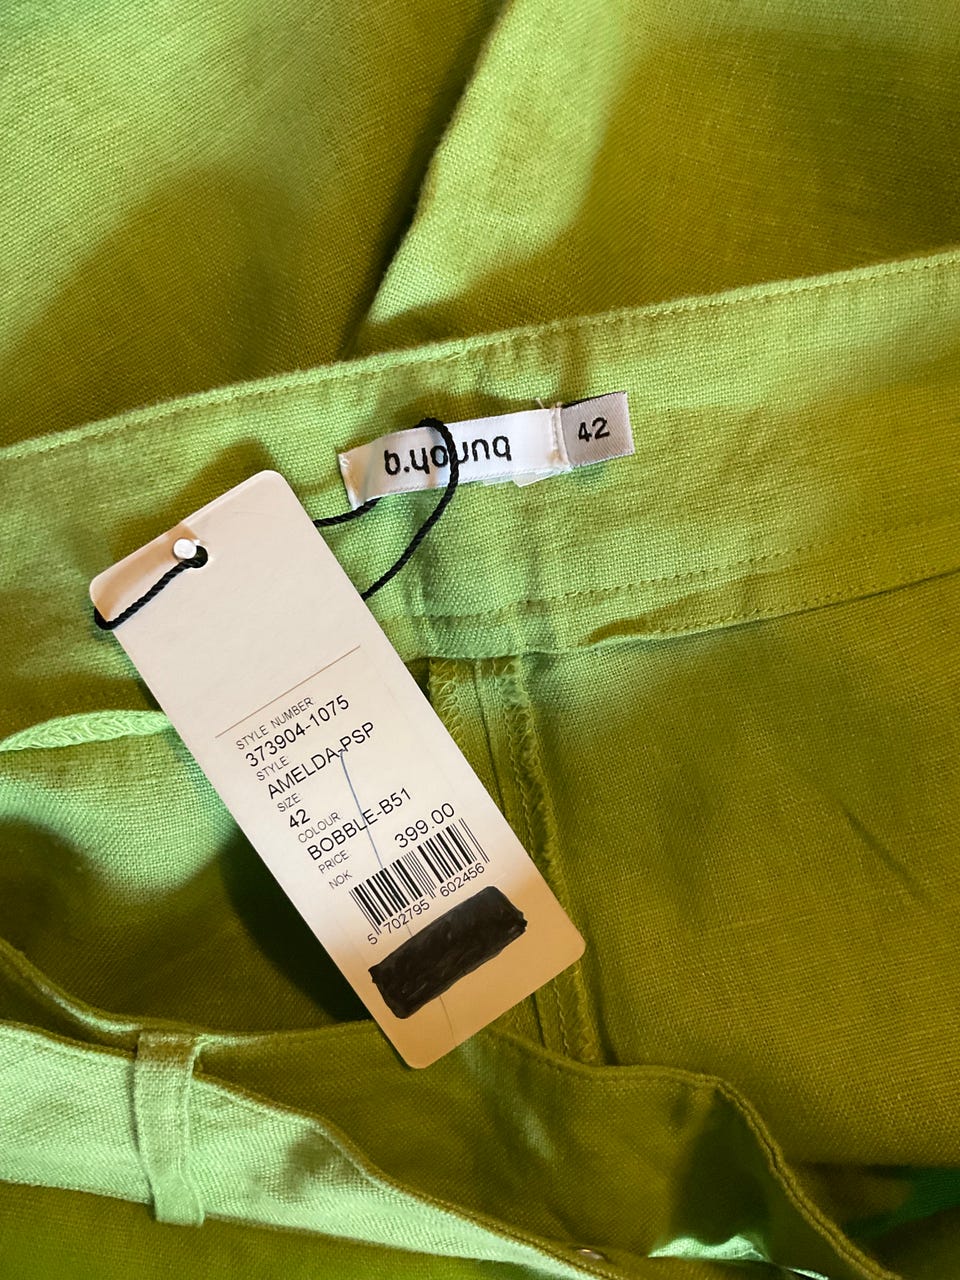 b.young
42
STYLE NUMBER:
373904-1075
STYLE:
AMELDA-PSP
SIZE:
42
COLOUR
BOBBLE-B51
PRICE
NOK 399.00
5 702795 602456